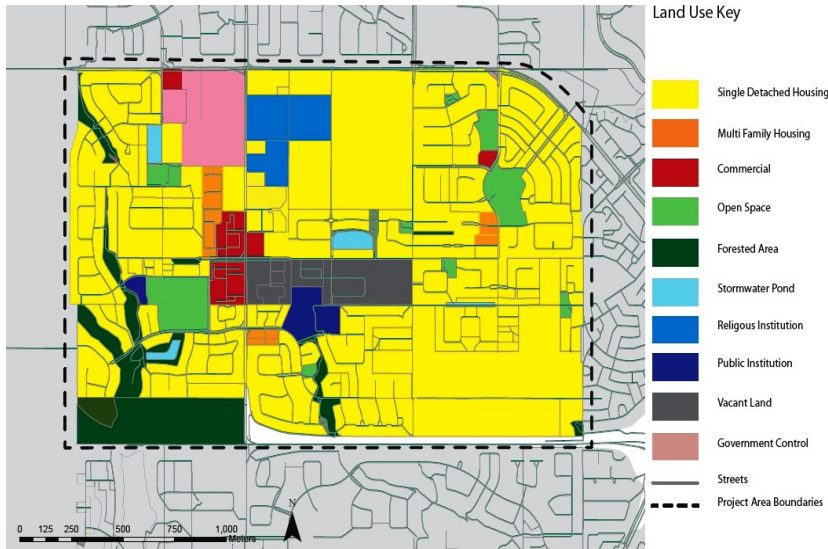 Land Use Key
Single Detached Housing
Multi Family Housing
Commercial
Open Space
Forested Area
Stormwater Pond
Religous Institution
Public Institution
Vacant Land
Government Control
Streets
Project Area Boundaries
N
0 125 250 500 750 1,000
Meters